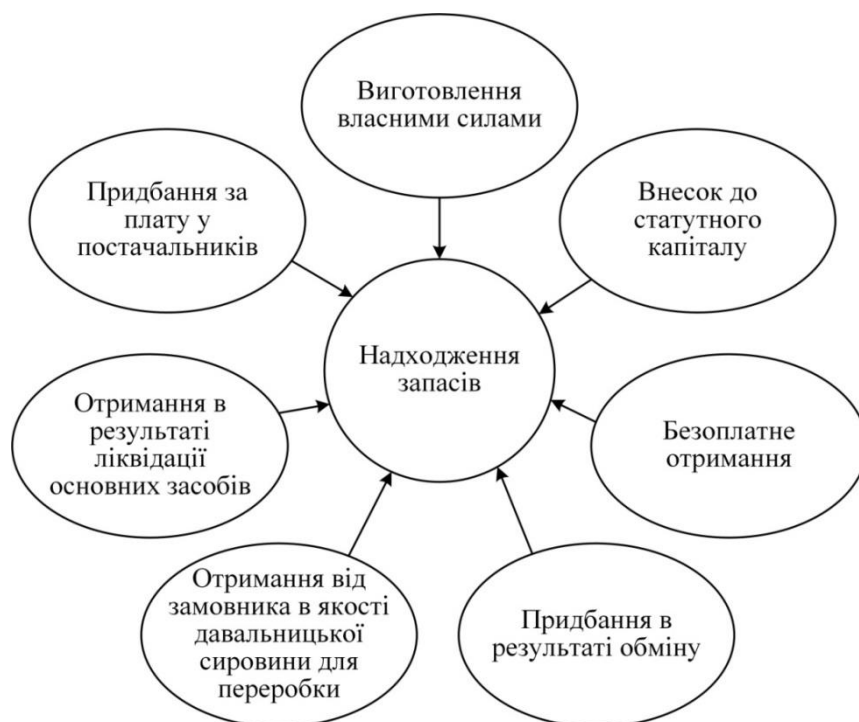 Виготовлення
власними силами
Придбання за
плату у
постачальників
Внесок до
статутного
капіталу
Надходження
запасів
Отримання в
результаті
ліквідації
основних засобів
Безоплатне
отримання
Отримання від
замовника в якості
давальницької
сировини для
переробки
Придбання в
результаті обміну